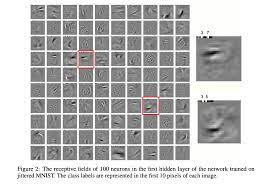 Figure 2: The receptive fields of 100 neurons in the first hidden layer of the network trained on
jittered MNIST. The class labels are represented in the first 10 pixels of each image.